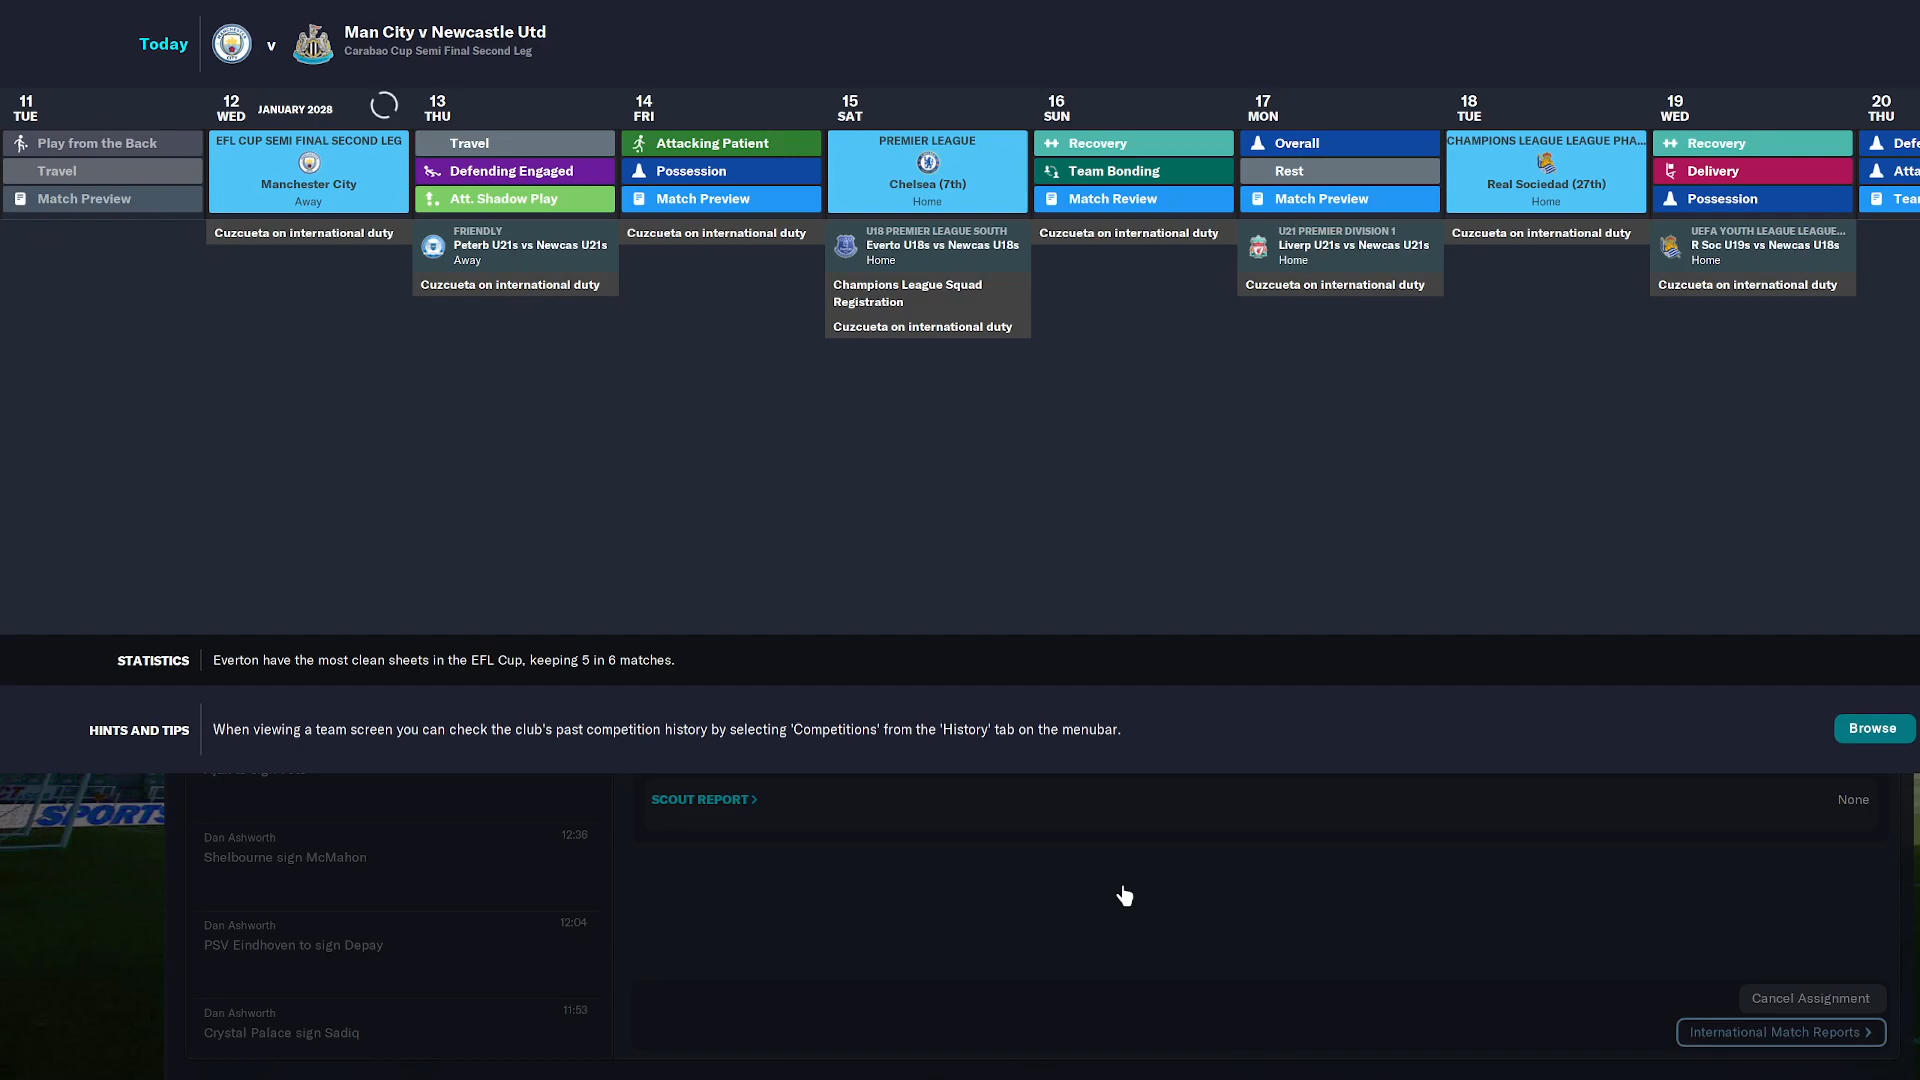 Today
v
Man City v Newcastle Utd
Carabao Cup Semi Final Second Leg
11
TUE
12
WED
JANUARY 2028
13
THU
14
FRI
15
SAT
16
SUN
17
MON
18
TUE
19
WED
20
THU
Play from the Back
Travel
Match Preview
EFL CUP SEMI FINAL SECOND LEG
Manchester City
Away
Cuzcueta on international duty
Travel
Defending Engaged
Att. Shadow Play
FRIENDLY
Peterb U21s vs Newcas U21s
Away
Cuzcueta on international duty
Attacking Patient
Possession
Match Preview
Cuzcueta on international duty
PREMIER LEAGUE
Chelsea (7th)
Home
U18 PREMIER LEAGUE SOUTH
Everto U18s vs Newcas U18s
Home
Champions League Squad
Registration
Cuzcueta on international duty
Recovery
Team Bonding
Match Review
Cuzcueta on international duty
Overall
Rest
Match Preview
U21 PREMIER DIVISION 1
Liverp U21s vs Newcas U21s
Home
Cuzcueta on international duty
CHAMPIONS LEAGUE LEAGUE PHA...
Real Sociedad (27th)
Home
Cuzcueta on international duty
Recovery
Delivery
Possession
UEFA YOUTH LEAGUE LEAGUE...
R Soc U19s vs Newcas U18s
Home
Cuzcueta on international duty
Defe
Atta
Tear
STATISTICS
Everton have the most clean sheets in the EFL Cup, keeping 5 in 6 matches.
HINTS AND TIPS
When viewing a team screen you can check the club's past competition history by selecting 'Competitions' from the 'History' tab on the menubar.
Browse
SPORTS
SCOUT REPORT >
None
Dan Ashworth
12:36
Shelbourne sign McMahon
Dan Ashworth
12:04
PSV Eindhoven to sign Depay
Dan Ashworth
11:53
Crystal Palace sign Sadiq
Cancel Assignment
International Match Reports >